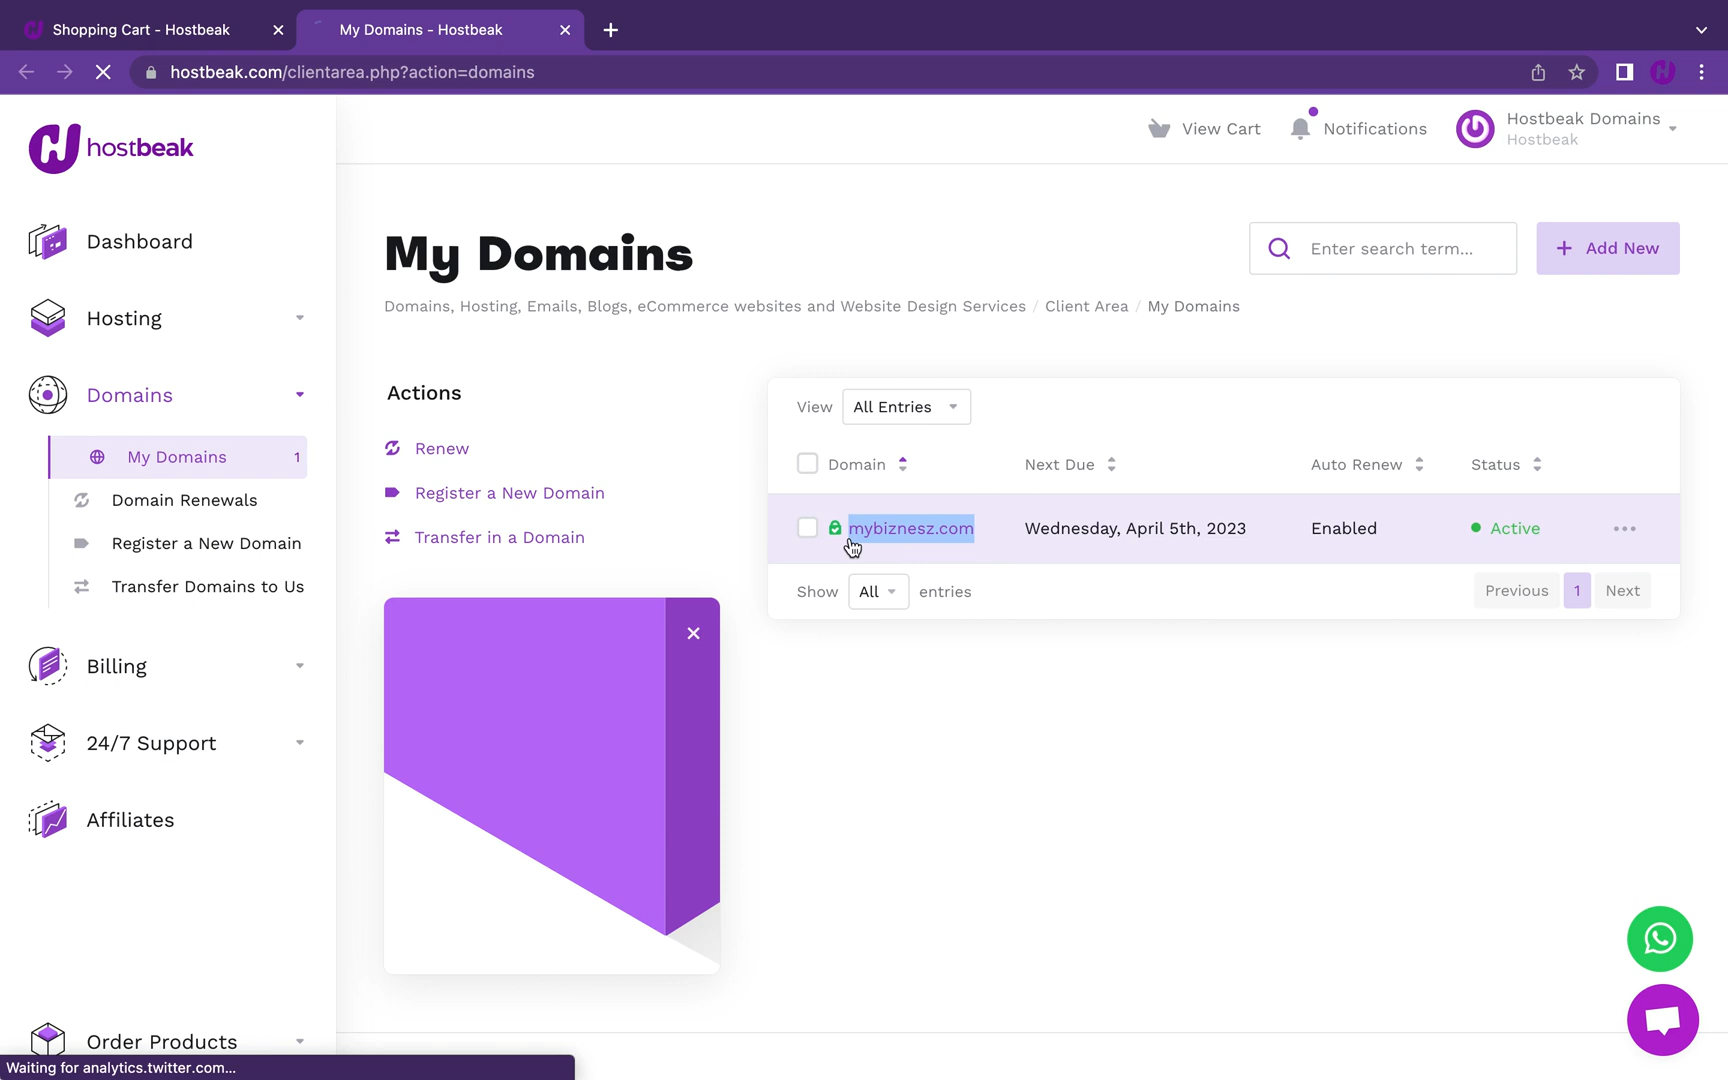 Shopping Cart - Hostbeak
My Domains - Hostbeak
hostbeak.com/clientarea.php?action=domains
hostbeak
View Cart
Notifications
Hostbeak Domains
Hostbeak
Dashboard
Hosting
Domains
My Domains 1
Domain Renewals
Register a New Domain
Transfer Domains to Us
Billing
24/7 Support
Affiliates
Order Products
My Domains
Enter search term...
+ Add New
Domains, Hosting, Emails, Blogs, eCommerce websites and Website Design Services / Client Area / My Domains
Actions
Renew
Register a New Domain
Transfer in a Domain
View All Entries
Domain Next Due Auto Renew Status
mybiznesz.com Wednesday, April 5th, 2023 Enabled Active
Show All entries
Previous 1 Next
Waiting for analytics.twitter.com...